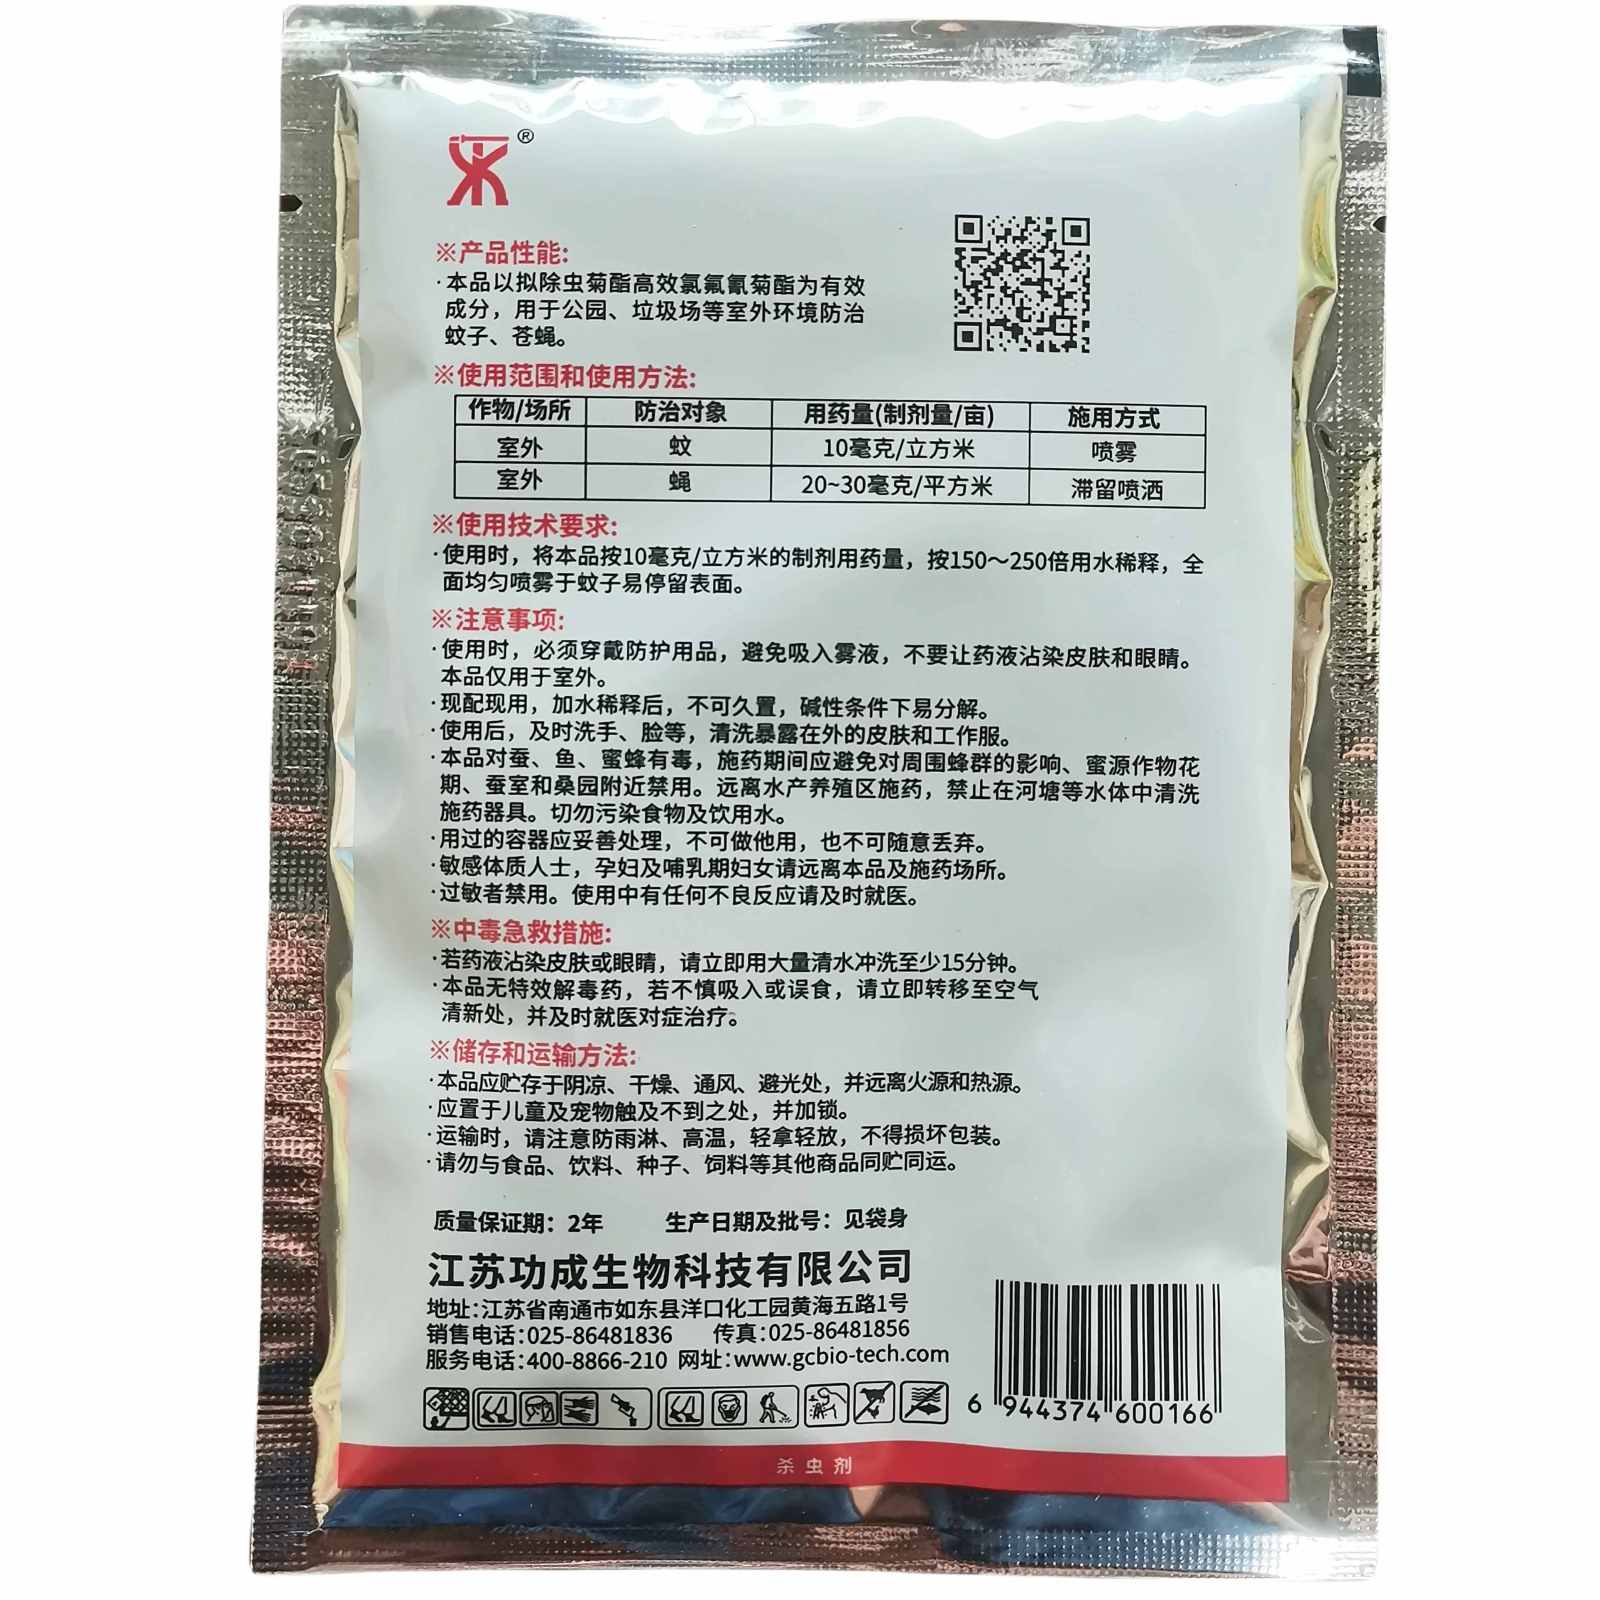 ®
※产品性能:
·本品以拟除虫菊酯高效氯氟氰菊酯为有效
成分，用于公园、垃圾场等室外环境防治
蚊子、苍蝇。
※使用范围和使用方法:
作物/场所 防治对象 用药量(制剂量/亩) 施用方式
室外 蚊 10毫克/立方米 喷雾
室外 蝇 20~30毫克/平方米 滞留喷洒
※使用技术要求:
·使用时，将本品按10毫克/立方米的制剂用药量，按150～250倍用水稀释，全
面均匀喷雾于蚊子易停留表面。
※注意事项:
·使用时，必须穿戴防护用品，避免吸入雾液，不要让药液沾染皮肤和眼睛。
本品仅用于室外。
·现配现用，加水稀释后，不可久置，碱性条件下易分解。
·使用后，及时洗手、脸等，清洗暴露在外的皮肤和工作服。
·本品对蚕、鱼、蜜蜂有毒，施药期间应避免对周围蜂群的影响、蜜源作物花
期、蚕室和桑园附近禁用。远离水产养殖区施药，禁止在河塘等水体中清洗
施药器具。切勿污染食物及饮用水。
·用过的容器应妥善处理，不可做他用，也不可随意丢弃。
·敏感体质人士，孕妇及哺乳期妇女请远离本品及施药场所。
·过敏者禁用。使用中有任何不良反应请及时就医。
※中毒急救措施:
·若药液沾染皮肤或眼睛，请立即用大量清水冲洗至少15分钟。
·本品无特效解毒药，若不慎吸入或误食，请立即转移至空气
清新处，并及时就医对症治疗。
※储存和运输方法:
·本品应贮存于阴凉、干燥、通风、避光处，并远离火源和热源。
·应置于儿童及宠物触及不到之处，并加锁。
·运输时，请注意防雨淋、高温，轻拿轻放，不得损坏包装。
·请勿与食品、饮料、种子、饲料等其他商品同贮同运。
质量保证期：2年 生产日期及批号：见袋身
江苏功成生物科技有限公司
地址:江苏省南通市如东县洋口化工园黄海五路1号
销售电话:025-86481836 传真:025-86481856
服务电话:400-8866-210 网址:www.gcbio-tech.com
6 944374 600166
杀虫剂